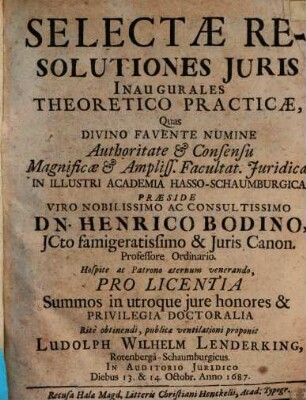 SELECTÆ RE-
SOLUTIONES JURIS
INAUGURALES
THEORETICO PRACTICÆ,
Quas
DIVINO FAVENTE NUMINE
Authoritate & Consensu
Magnificæ & Ampliss. Facultat. Juridicæ
IN ILLUSTRI ACADEMIA HASSO-SCHAUMBURGICA
PRÆSIDE
VIRO NOBILISSIMO AC CONSULTISSIMO
DN. HENRICO BODINO,
JCto famigeratissimo & Juris Canon.
Professore Ordinario.
Hospite ac Patrono æternum venerando,
PRO LICENTIA
Summos in utroque jure honores &
PRIVILEGIA DOCTORALIA
Ritè obtinendi, publicæ ventilationi proponit
LUDOLPH WILHELM LENDERKING,
Rotenbergâ-Schaumburgicus.
IN AUDITORIO JURIDICO
Diebus 13. & 14. Octobr. Anno 1687.
Recusa Halæ Magd. Litteris Christiani Henckelii, Acad. Typogr.